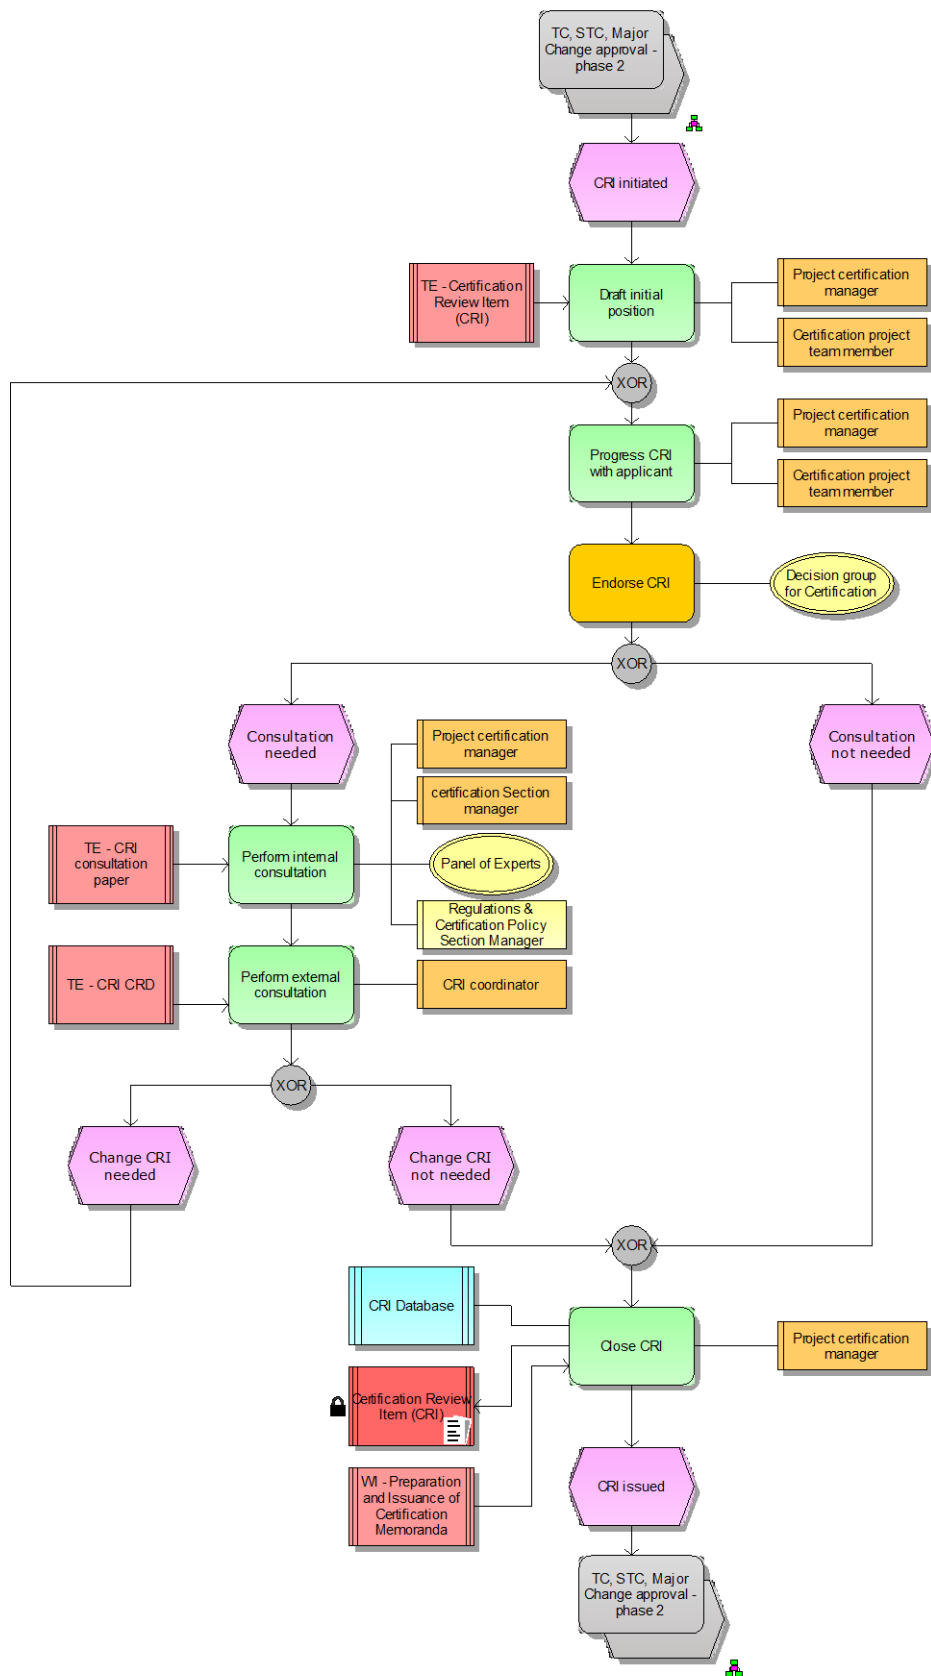 TC, STC, Major
Change approval -
phase 2
CRI initiated
TE - Certification
Review Item
(CRI)
Draft initial
position
Project certification
manager
Certification project
team member
XOR
Progress CRI
with applicant
Project certification
manager
Certification project
team member
Endorse CRI
Decision group
for Certification
XOR
Consultation
needed
Consultation
not needed
Project certification
manager
certification Section
manager
TE - CRI
consultation
paper
Perform internal
consultation
Panel of Experts
Regulations &
Certification Policy
Section Manager
TE - CRI CRD
Perform external
consultation
CRI coordinator
XOR
Change CRI
needed
Change CRI
not needed
XOR
CRI Database
Close CRI
Project certification
manager
Certification Review
Item (CRI)
WI - Preparation
and Issuance of
Certification
Memoranda
CRI issued
TC, STC, Major
Change approval -
phase 2